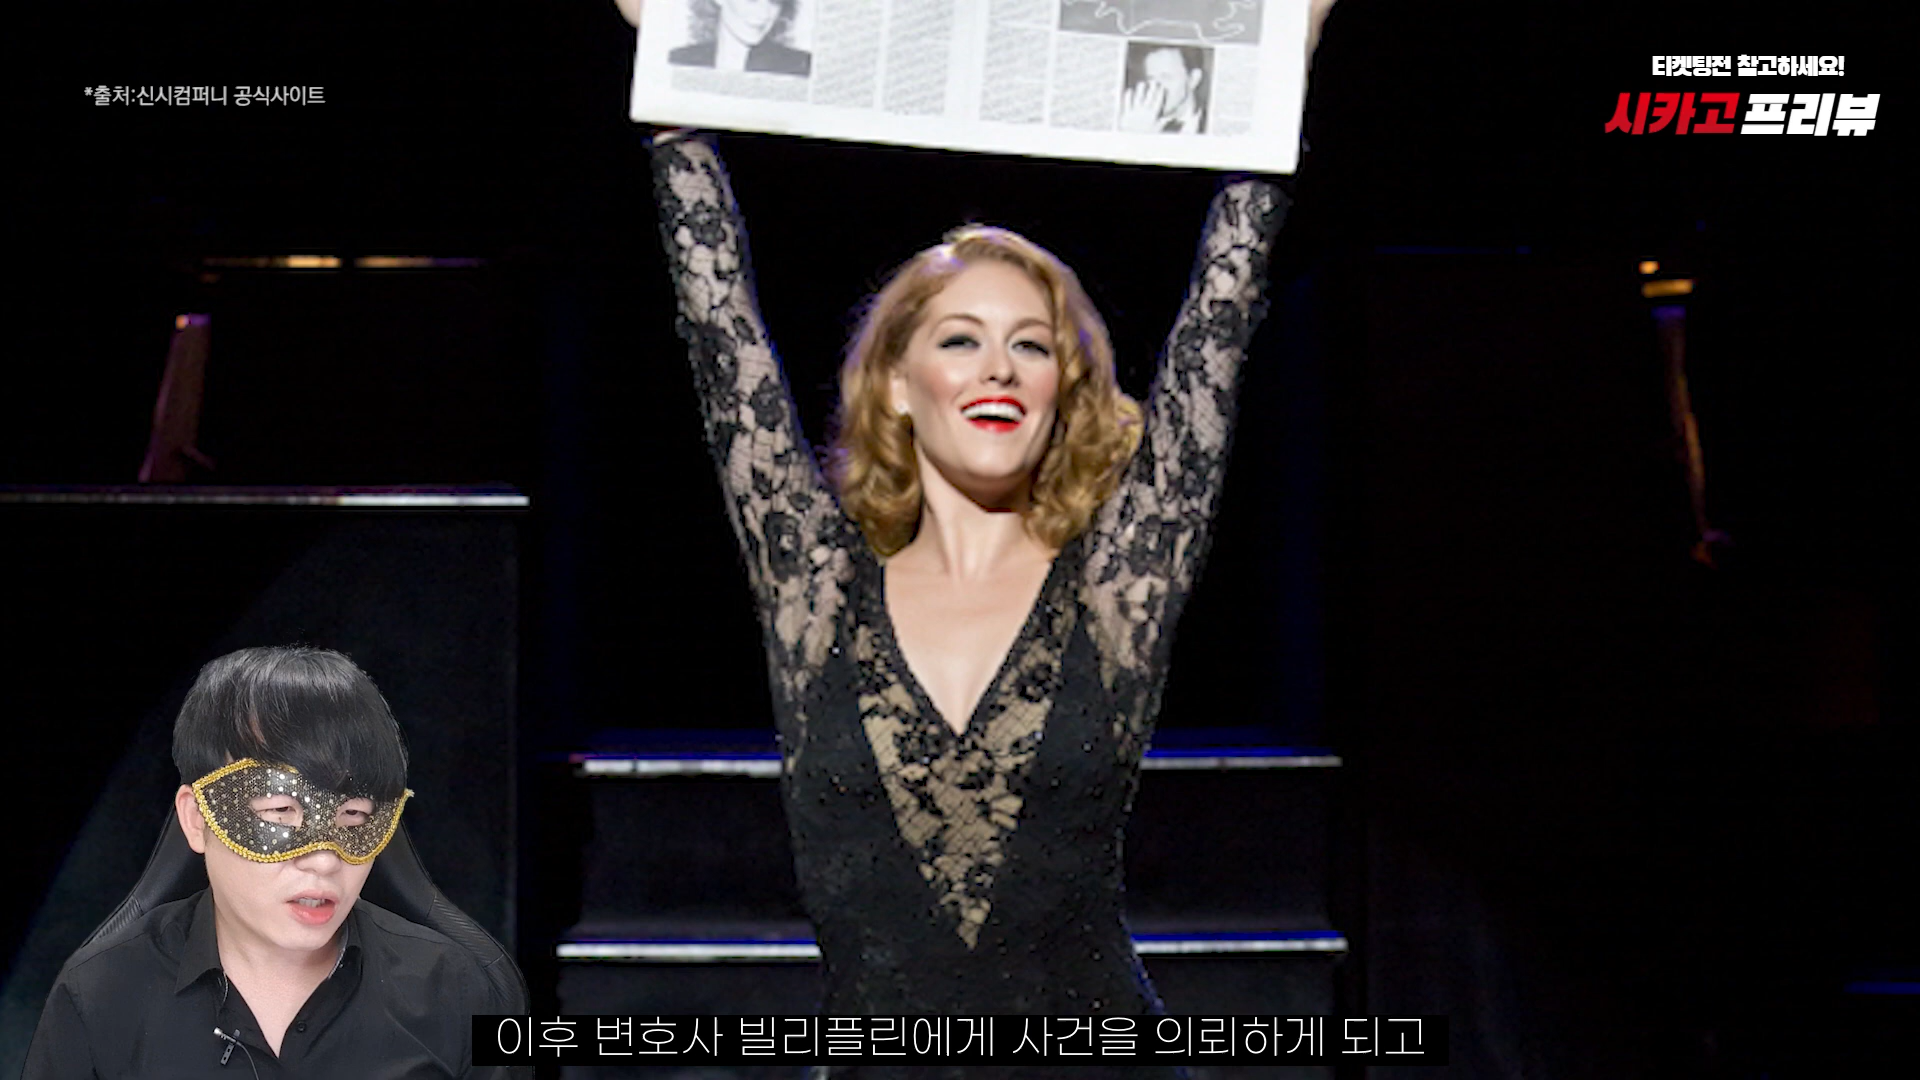 *출처:신시컴퍼니 공식사이트
티켓팅전 참고하세요!
시카고 프리뷰
이후 변호사 빌리플린에게 사건을 의뢰하게 되고